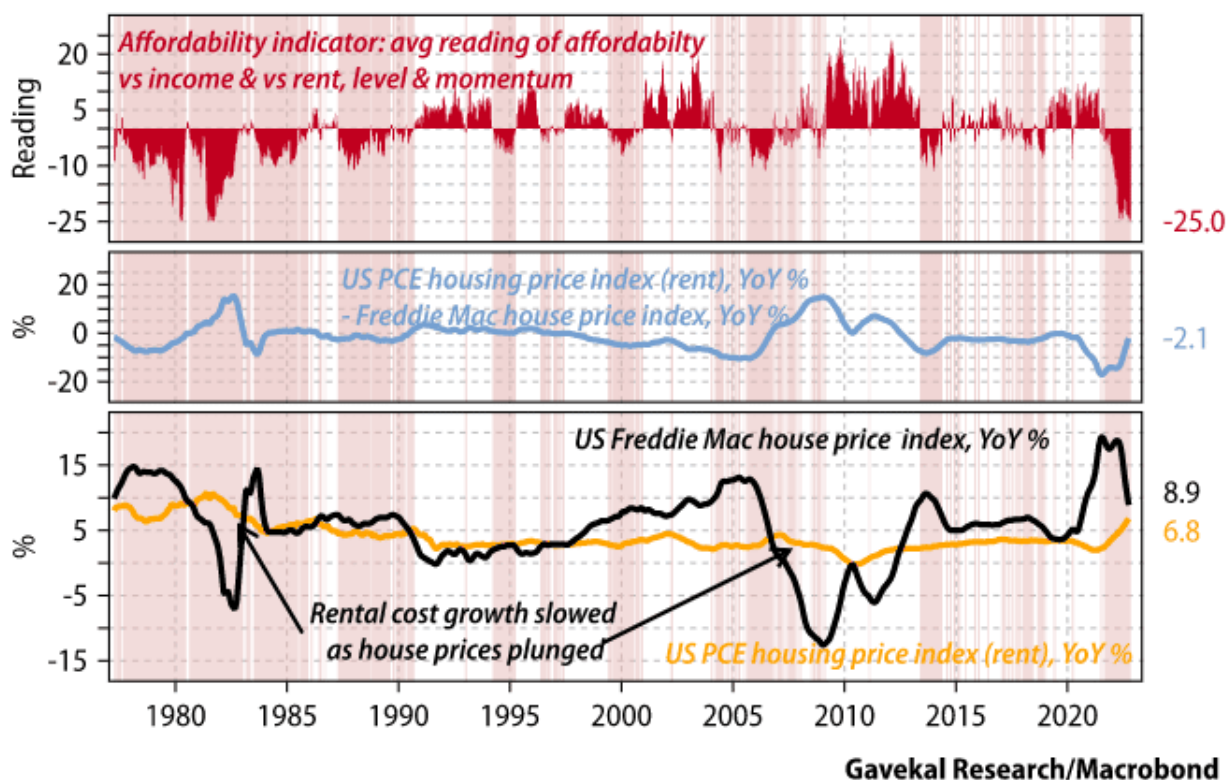 Affordability indicator: avg reading of affordabilty
vs income & vs rent, level & momentum
Reading
20
5
-10
-25
-25.0
US PCE housing price index (rent), YoY %
- Freddie Mac house price index, YoY %
%
20
0
-20
-2.1
US Freddie Mac house price index, YoY %
%
15
5
-5
-15
8.9
6.8
Rental cost growth slowed
as house prices plunged
US PCE housing price index (rent), YoY %
1980 1985 1990 1995 2000 2005 2010 2015 2020
Gavekal Research/Macrobond